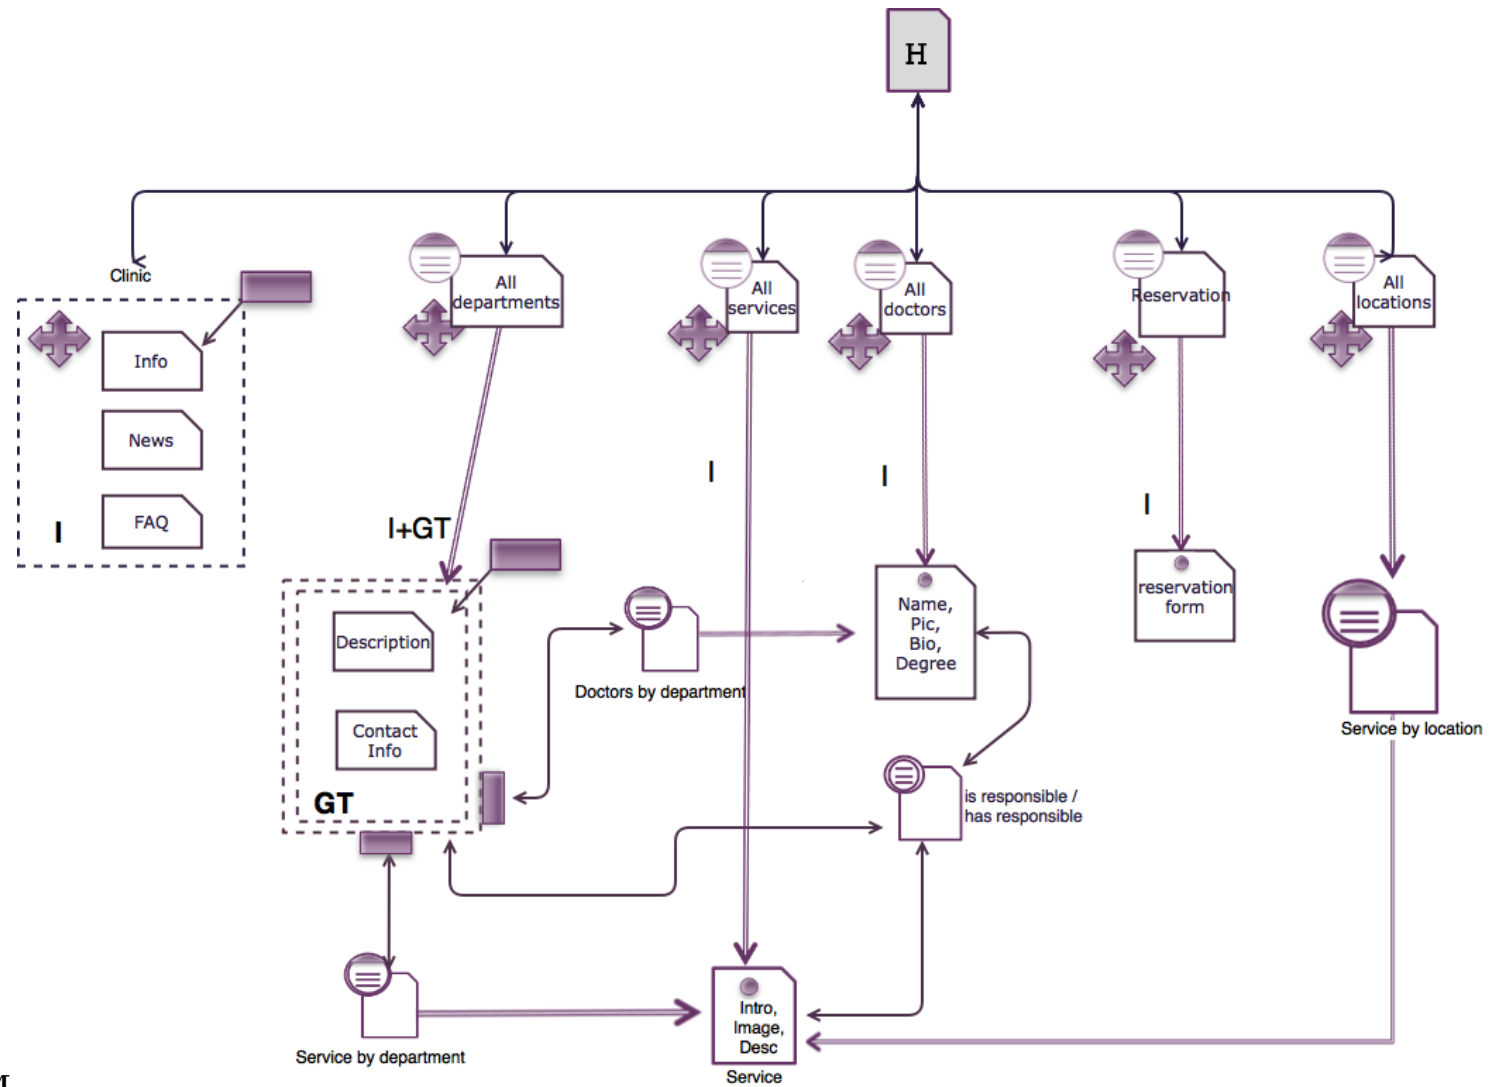 H
Clinic
All
departments
All
services
All
doctors
Reservation
All
locations
Info
News
FAQ
I
I+GT
I
I
I
Description
Contact
Info
GT
Doctors by department
Name,
Pic,
Bio,
Degree
reservation
form
Service by location
is responsible /
has responsible
Service by department
Intro,
Image,
Desc
Service